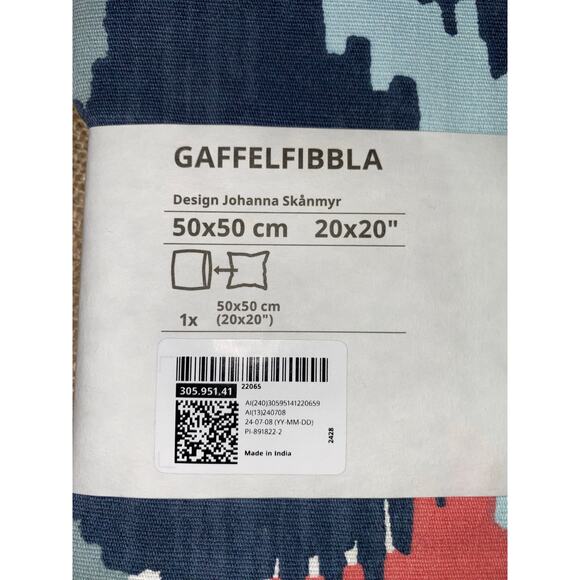 GAFFELFIBBLA
Design Johanna Skånmyr
50x50 cm 20x20"
50x50 cm
1x (20x20")
22065
305.951.41
AI(240)30595141220659
AI(13)240708
24-07-08 (YY-MM-DD)
PI-891822-2
Made in India
2428